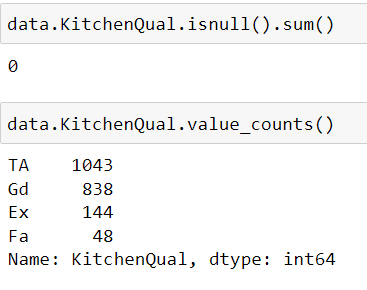 data.KitchenQual.isnull().sum()
0
data.KitchenQual.value_counts()
TA    1043
Gd     838
Ex     144
Fa      48
Name: KitchenQual, dtype: int64